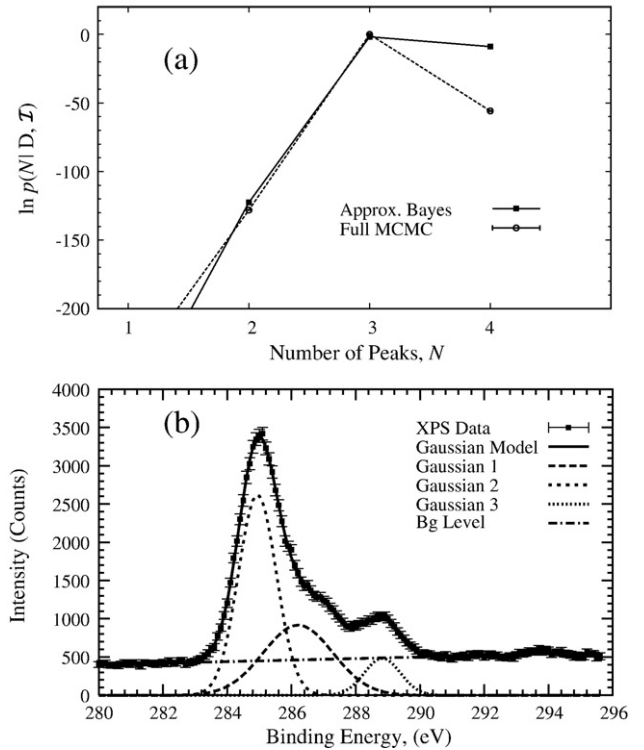 (a)
0
-50
-100
-150
-200
ln p(N| D, I)
Approx. Bayes
Full MCMC
1 2 3 4
Number of Peaks, N
(b)
4000
3500
3000
2500
2000
1500
1000
500
0
Intensity (Counts)
XPS Data
Gaussian Model
Gaussian 1
Gaussian 2
Gaussian 3
Bg Level
280 282 284 286 288 290 292 294 296
Binding Energy, (eV)